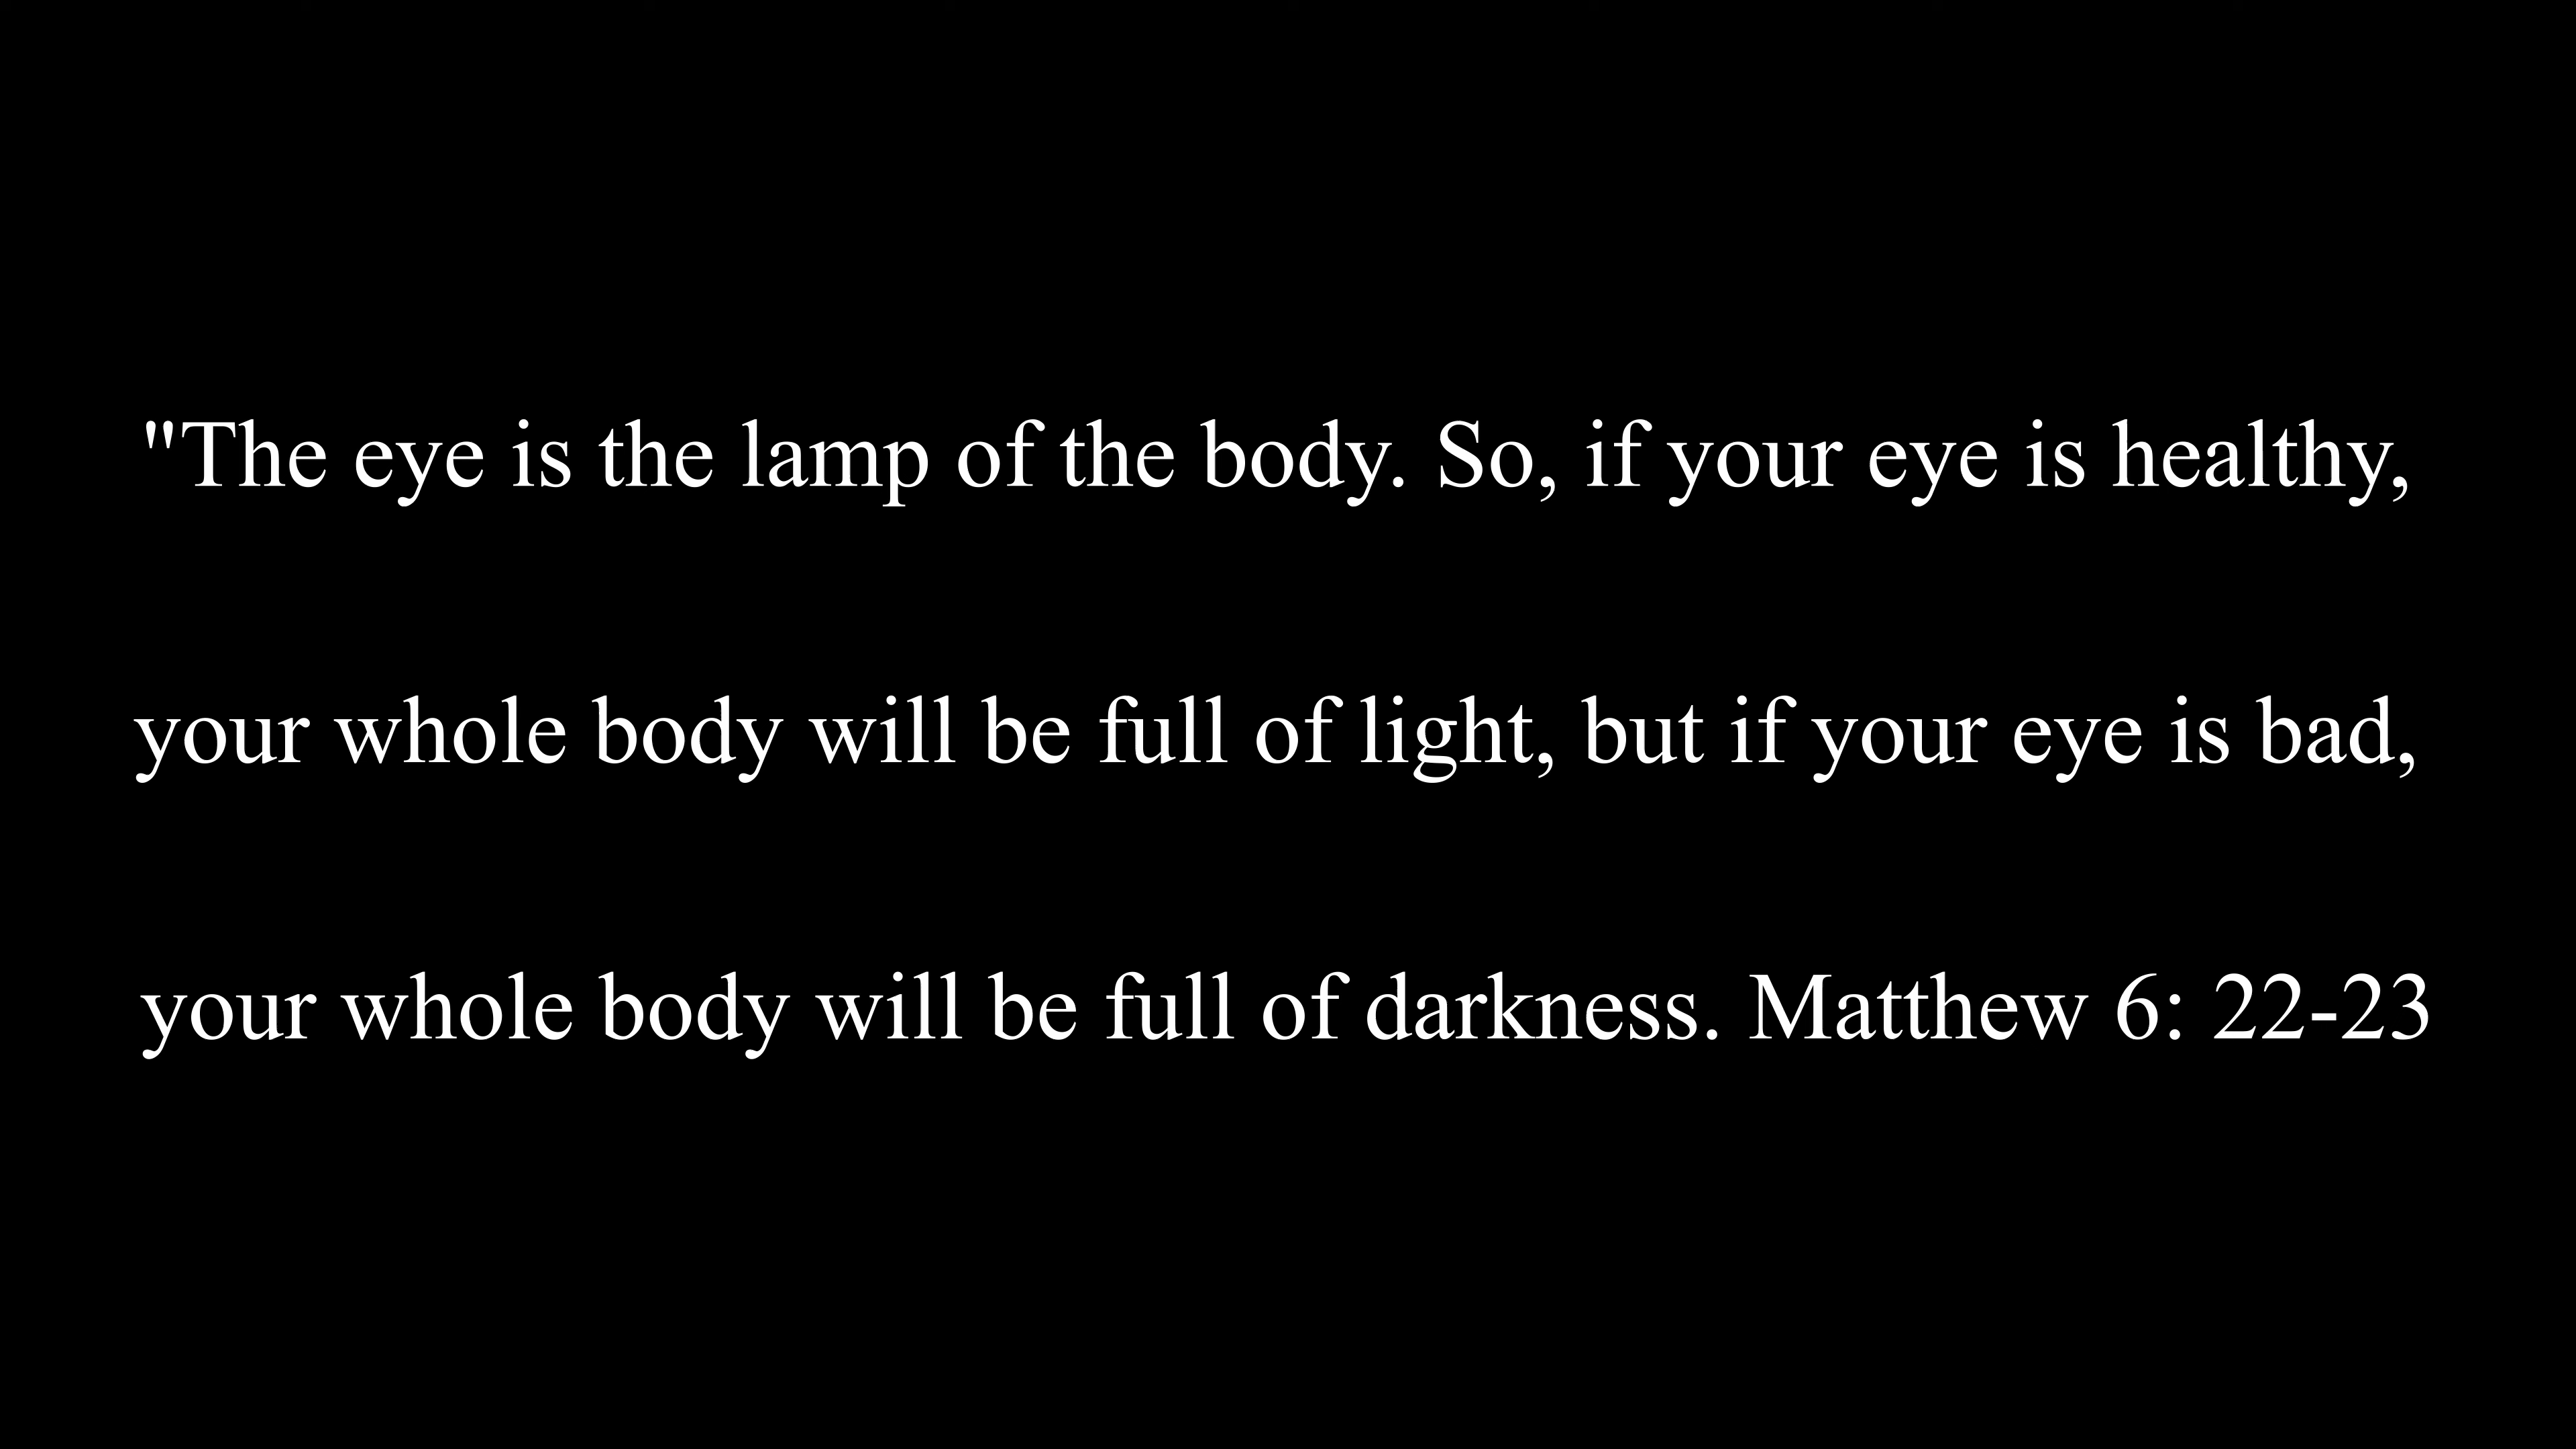 "The eye is the lamp of the body. So, if your eye is healthy,
your whole body will be full of light, but if your eye is bad,
your whole body will be full of darkness. Matthew 6: 22-23